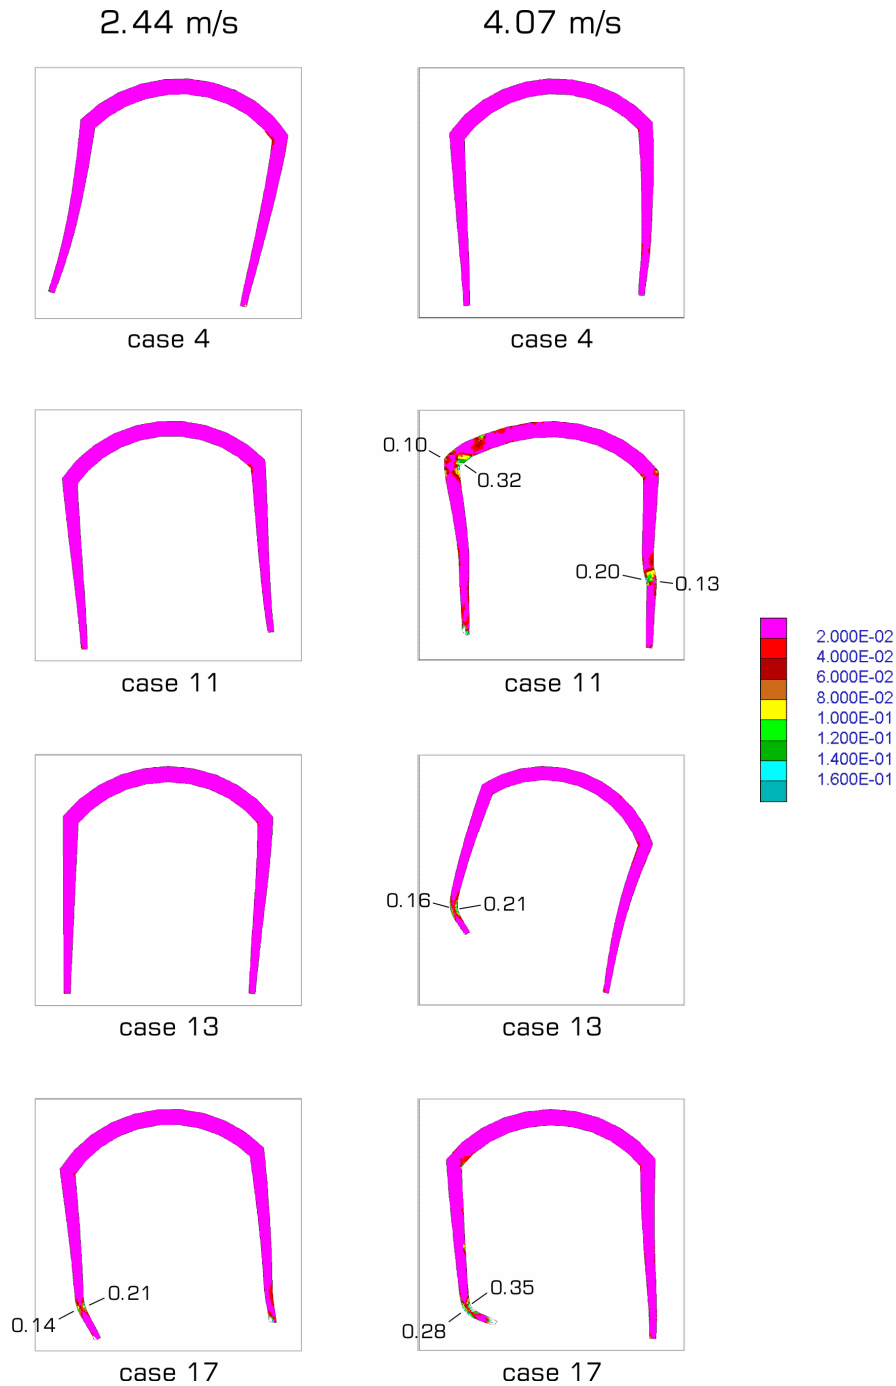 2.44 m/s
4.07 m/s
case 4
case 4
0.10
0.32
0.20
0.13
case 11
case 11
2.000E-02
4.000E-02
6.000E-02
8.000E-02
1.000E-01
1.200E-01
1.400E-01
1.600E-01
0.16
0.21
case 13
case 13
0.21
0.14
0.35
0.28
case 17
case 17